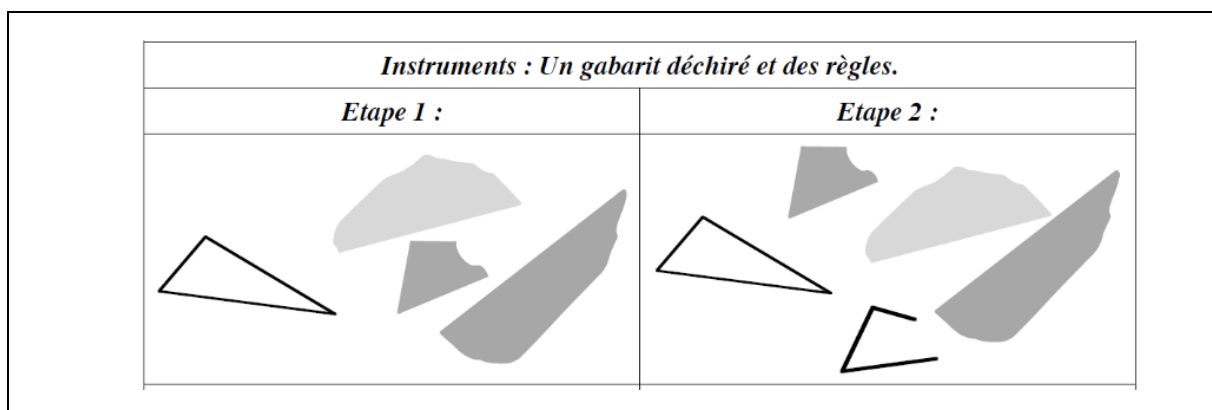 Instruments : Un gabarit déchiré et des règles.
Etape 1 :
Etape 2 :